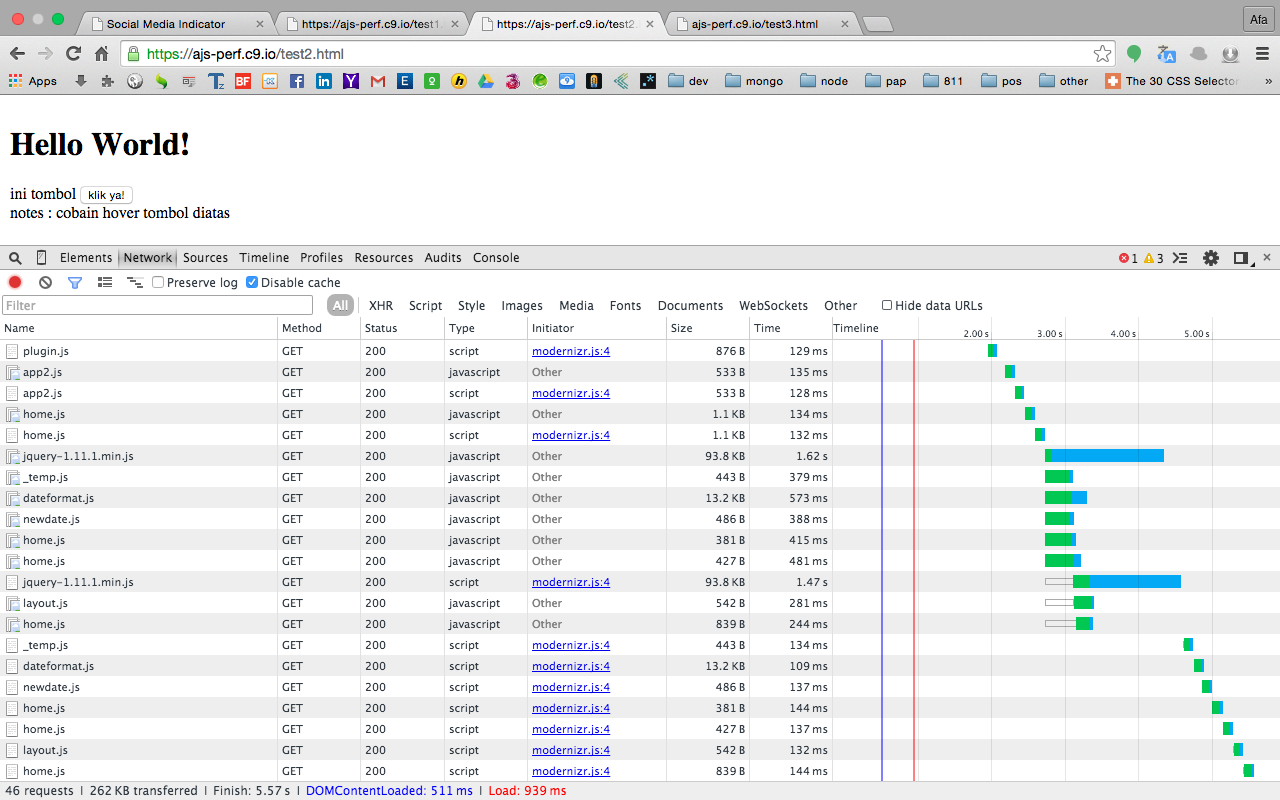 Social Media Indicator
https://ajs-perf.c9.io/test1.
https://ajs-perf.c9.io/test2.
ajs-perf.c9.io/test3.html
Afa
https://ajs-perf.c9.io/test2.html
Apps dev mongo node pap 811 pos other The 30 CSS Selector »
Hello World!
ini tombol klik ya!
notes : cobain hover tombol diatas
Elements Network Sources Timeline Profiles Resources Audits Console 1 3
Preserve log Disable cache
Filter All XHR Script Style Images Media Fonts Documents WebSockets Other Hide data URLs
Name Method Status Type Initiator Size Time Timeline 2.00 s 3.00 s 4.00 s 5.00 s
plugin.js GET 200 script modernizr.js:4 876 B 129 ms
app2.js GET 200 javascript Other 533 B 135 ms
app2.js GET 200 script modernizr.js:4 533 B 128 ms
home.js GET 200 javascript Other 1.1 KB 134 ms
home.js GET 200 script modernizr.js:4 1.1 KB 132 ms
jquery-1.11.1.min.js GET 200 javascript Other 93.8 KB 1.62 s
_temp.js GET 200 javascript Other 443 B 379 ms
dateformat.js GET 200 javascript Other 13.2 KB 573 ms
newdate.js GET 200 javascript Other 486 B 388 ms
home.js GET 200 javascript Other 381 B 415 ms
home.js GET 200 javascript Other 427 B 481 ms
jquery-1.11.1.min.js GET 200 script modernizr.js:4 93.8 KB 1.47 s
layout.js GET 200 javascript Other 542 B 281 ms
home.js GET 200 javascript Other 839 B 244 ms
_temp.js GET 200 script modernizr.js:4 443 B 134 ms
dateformat.js GET 200 script modernizr.js:4 13.2 KB 109 ms
newdate.js GET 200 script modernizr.js:4 486 B 137 ms
home.js GET 200 script modernizr.js:4 381 B 144 ms
home.js GET 200 script modernizr.js:4 427 B 137 ms
layout.js GET 200 script modernizr.js:4 542 B 132 ms
home.js GET 200 script modernizr.js:4 839 B 144 ms
46 requests | 262 KB transferred | Finish: 5.57 s | DOMContentLoaded: 511 ms | Load: 939 ms